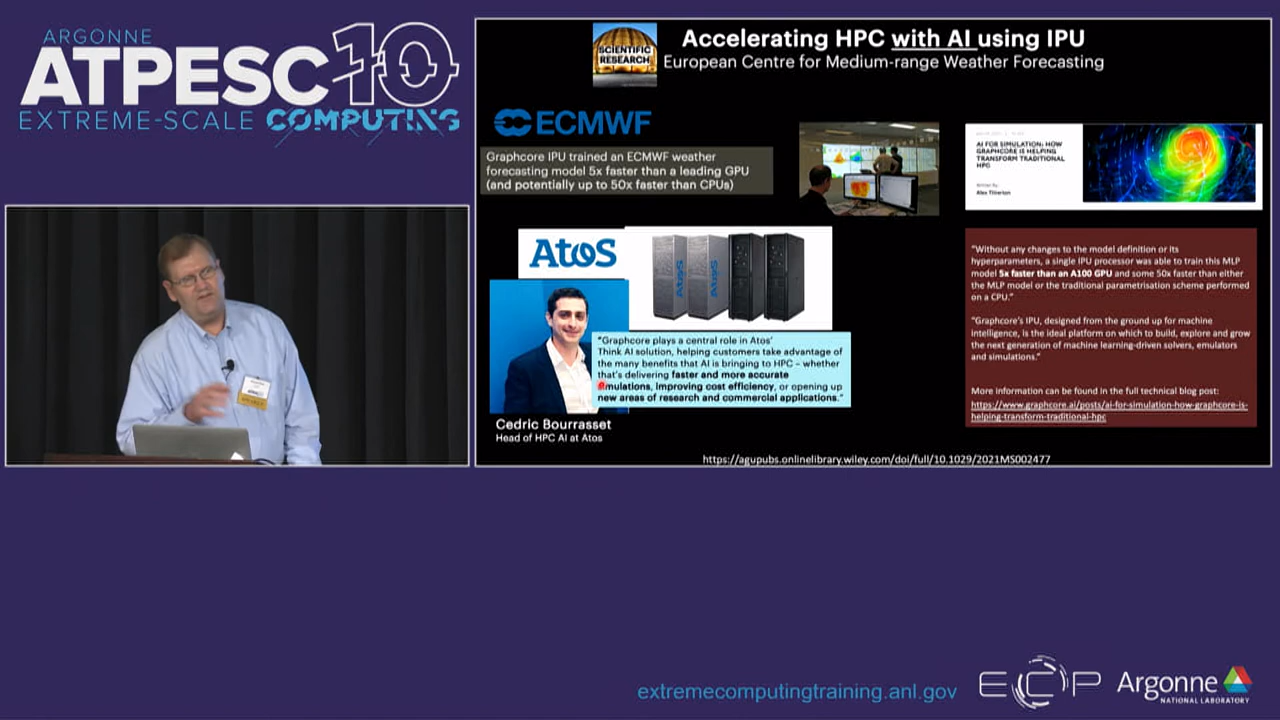 ARGONNE
ATPESC10
EXTREME-SCALE COMPUTING
SCIENTIFIC
RESEARCH
Accelerating HPC with AI using IPU
European Centre for Medium-range Weather Forecasting
ECMWF
Graphcore IPU trained an ECMWF weather
forecasting model 5x faster than a leading GPU
(and potentially up to 50x faster than CPUs)
AI FOR SIMULATION: HOW
GRAPHCORE IS HELPING
TRANSFORM TRADITIONAL
HPC
Written By
Alex Titterton
Atos
Atos
Atos
"Graphcore plays a central role in Atos'
Think AI solution, helping customers take advantage of
the many benefits that AI is bringing to HPC – whether
that's delivering faster and more accurate
simulations, improving cost efficiency, or opening up
new areas of research and commercial applications."
Cedric Bourrasset
Head of HPC AI at Atos
"Without any changes to the model definition or its
hyperparameters, a single IPU processor was able to train this MLP
model 5x faster than an A100 GPU and some 50x faster than either
the MLP model or the traditional parametrisation scheme performed
on a CPU."
"Graphcore's IPU, designed from the ground up for machine
intelligence, is the ideal platform on which to build, explore and grow
the next generation of machine learning-driven solvers, emulators
and simulations."
More information can be found in the full technical blog post:
https://www.graphcore.ai/posts/ai-for-simulation-how-graphcore-is-
helping-transform-traditional-hpc
https://agupubs.onlinelibrary.wiley.com/doi/full/10.1029/2021MS002477
extremecomputingtraining.anl.gov
ECP
Argonne
NATIONAL LABORATORY